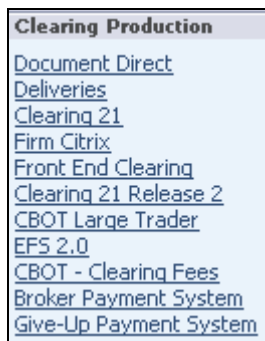 Clearing Production
Document Direct
Deliveries
Clearing 21
Firm Citrix
Front End Clearing
Clearing 21 Release 2
CBOT Large Trader
EFS 2.0
CBOT - Clearing Fees
Broker Payment System
Give-Up Payment System